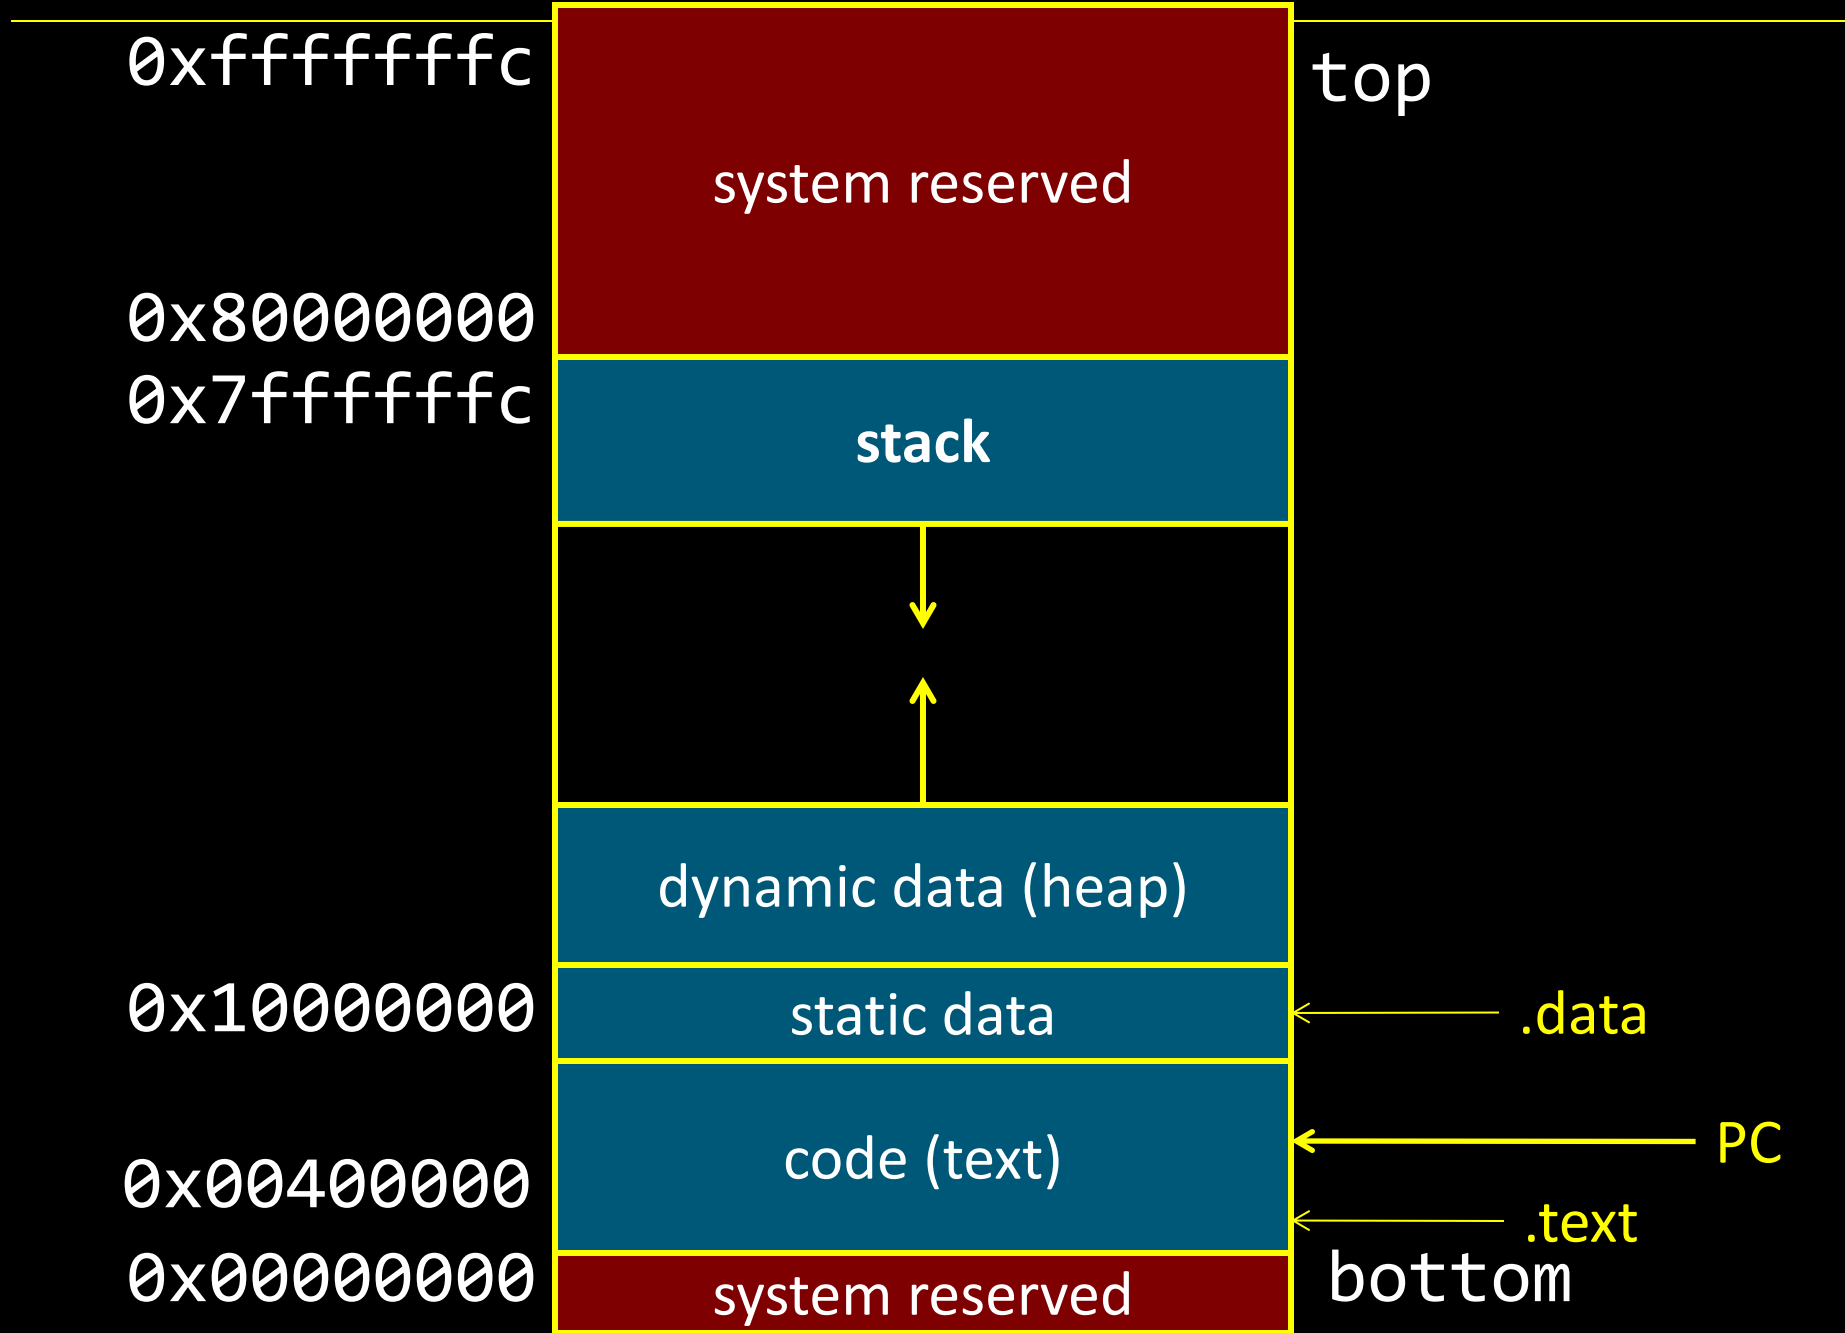 0xfffffffc
top
system reserved
0x80000000
0x7ffffffc
stack
dynamic data (heap)
0x10000000
static data
.data
code (text)
PC
0x00400000
.text
0x00000000
bottom
system reserved